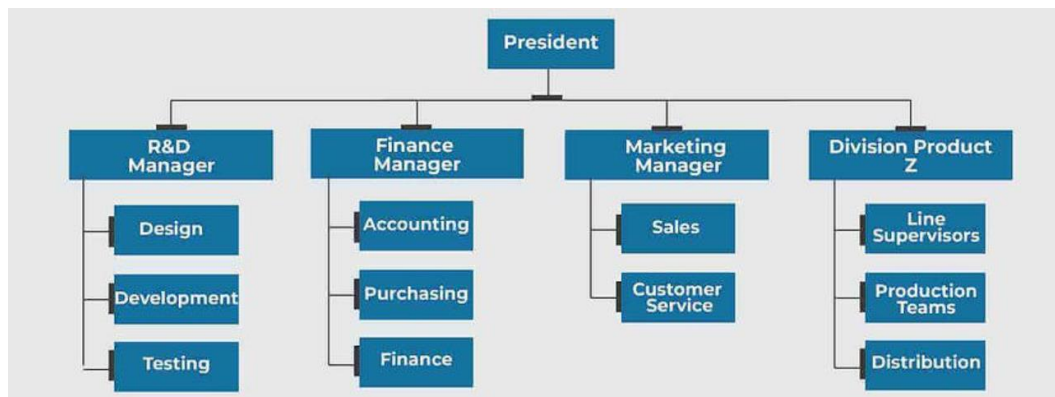 President
R&D
Manager
Finance
Manager
Marketing
Manager
Division Product
Z
Design
Development
Testing
Accounting
Purchasing
Finance
Sales
Customer
Service
Line
Supervisors
Production
Teams
Distribution